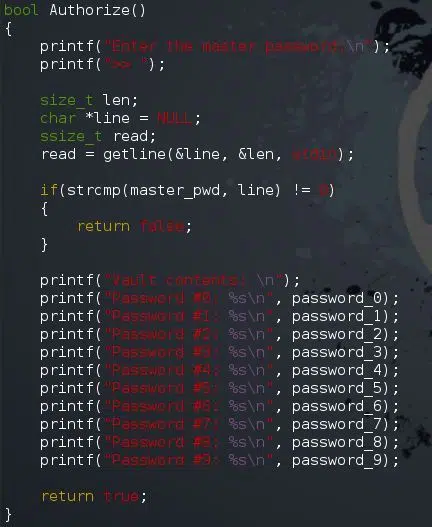 bool Authorize()
{
    printf("Enter the master password:\n");
    printf(">> ");

    size_t len;
    char *line = NULL;
    ssize_t read;
    read = getline(&line, &len, stdin);

    if(strcmp(master_pwd, line) != 0)
    {
        return false;
    }

    printf("Vault contents: \n");
    printf("Password #0: %s\n", password_0);
    printf("Password #1: %s\n", password_1);
    printf("Password #2: %s\n", password_2);
    printf("Password #3: %s\n", password_3);
    printf("Password #4: %s\n", password_4);
    printf("Password #5: %s\n", password_5);
    printf("Password #6: %s\n", password_6);
    printf("Password #7: %s\n", password_7);
    printf("Password #8: %s\n", password_8);
    printf("Password #9: %s\n", password_9);

    return true;
}